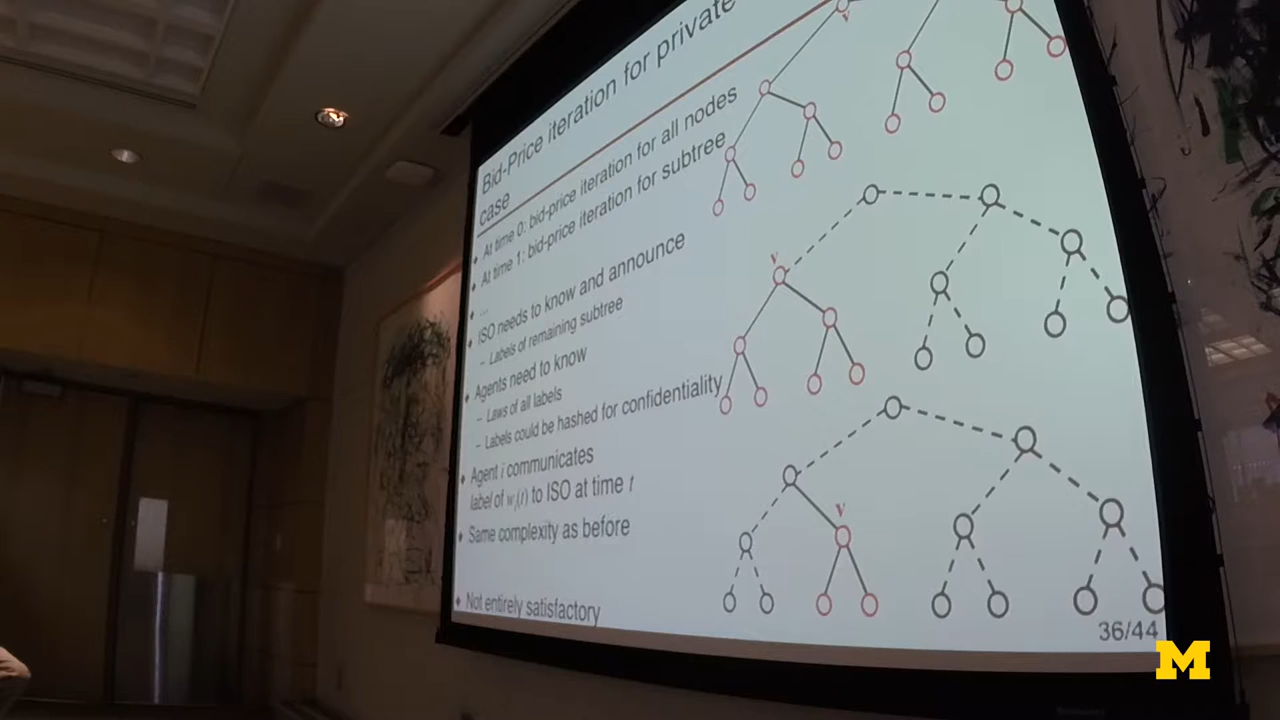 Bid-Price iteration for private
case
At time 0: bid-price iteration for all nodes
At time 1: bid-price iteration for subtree
...
ISO needs to know and announce
– Labels of remaining subtree
Agents need to know
– Laws of all labels
– Labels could be hashed for confidentiality
Agent i communicates
label of wᵢ(t) to ISO at time t
Same complexity as before
Not entirely satisfactory
v
v
v
36/44
M